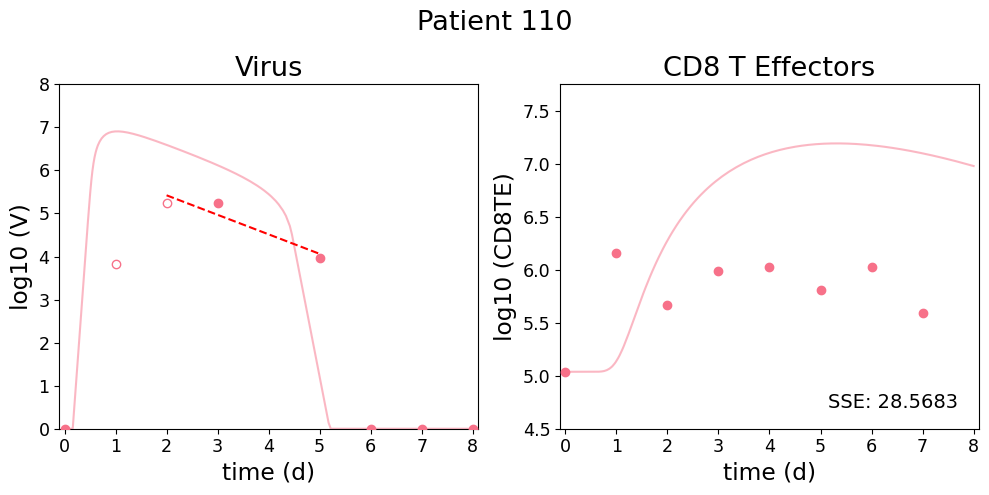 Patient 110
Virus
CD8 T Effectors
log10 (V)
8
7
6
5
4
3
2
1
0
0 1 2 3 4 5 6 7 8
time (d)
log10 (CD8TE)
7.5
7.0
6.5
6.0
5.5
5.0
4.5
SSE: 28.5683
0 1 2 3 4 5 6 7 8
time (d)